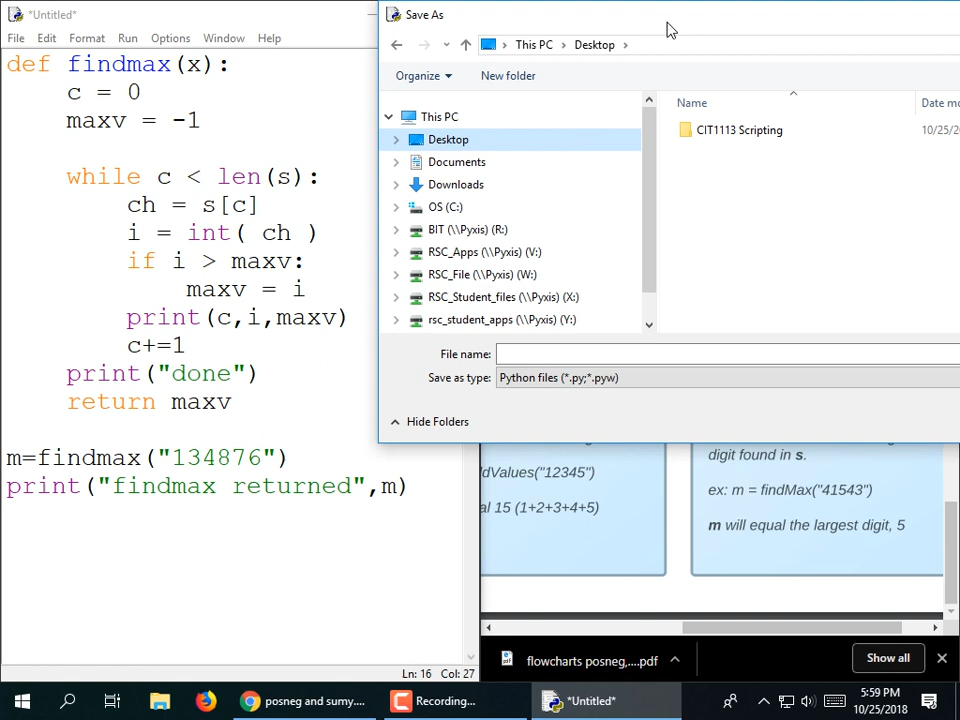 *Untitled*
File Edit Format Run Options Window Help
def findmax(x):
c = 0
maxv = -1
while c < len(s):
ch = s[c]
i = int( ch )
if i > maxv:
maxv = i
print(c,i,maxv)
c+=1
print("done")
return maxv
m=findmax("134876")
print("findmax returned",m)
Ln: 16 Col: 27
Save As
This PC > Desktop >
Organize New folder
This PC
Desktop
Documents
Downloads
OS (C:)
BIT (\\Pyxis) (R:)
RSC_Apps (\\Pyxis) (V:)
RSC_File (\\Pyxis) (W:)
RSC_Student_files (\\Pyxis) (X:)
rsc_student_apps (\\Pyxis) (Y:)
Name Date mo
CIT1113 Scripting 10/25/2
File name:
Save as type: Python files (*.py;*.pyw)
Hide Folders
ldValues("12345")
al 15 (1+2+3+4+5)
digit found in s.
ex: m = findMax("41543")
m will equal the largest digit, 5
flowcharts posneg,....pdf
Show all
posneg and sumy....
Recording...
*Untitled*
5:59 PM
10/25/2018